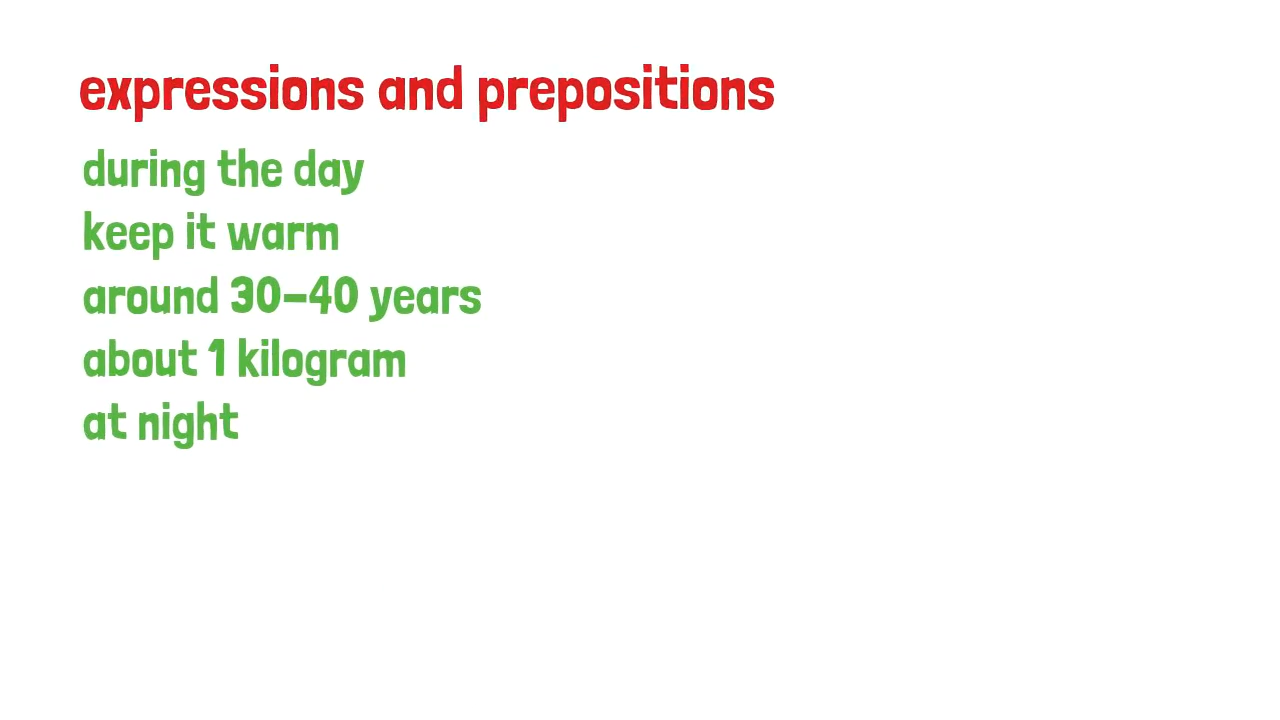 expressions and prepositions
during the day
keep it warm
around 30–40 years
about 1 kilogram
at night